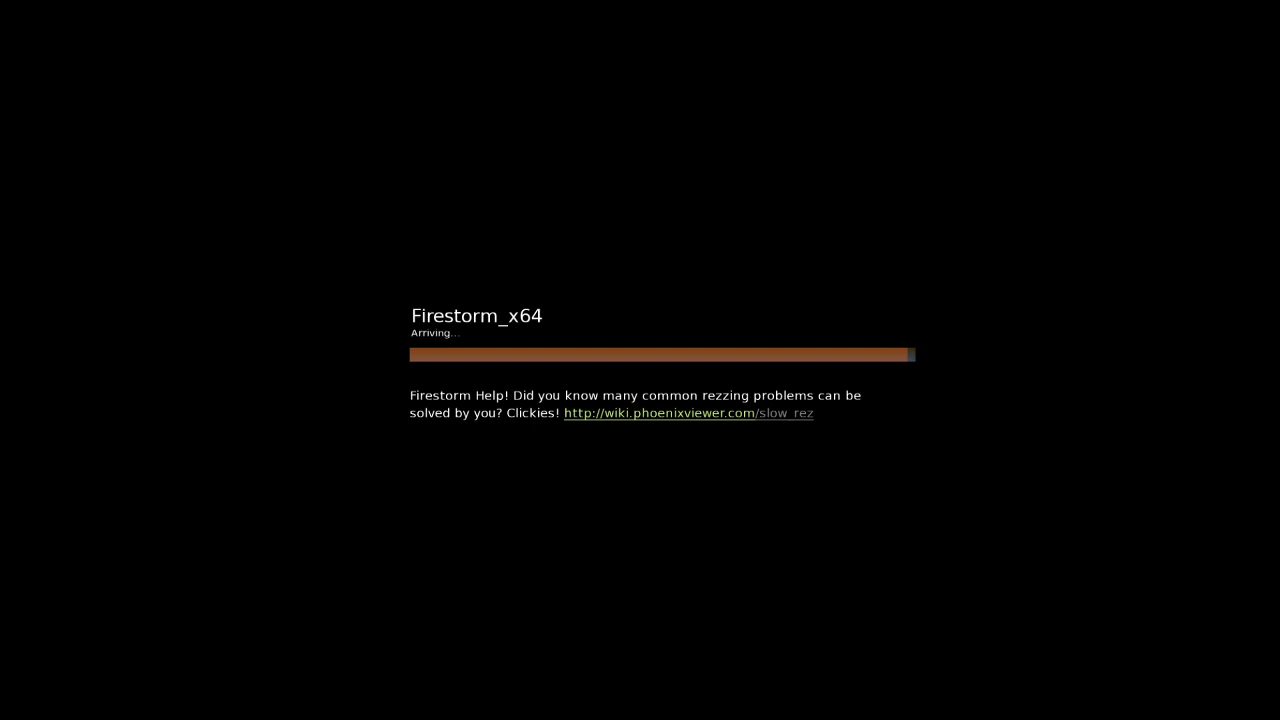 Firestorm_x64
Arriving...
Firestorm Help! Did you know many common rezzing problems can be
solved by you? Clickies! http://wiki.phoenixviewer.com/slow_rez